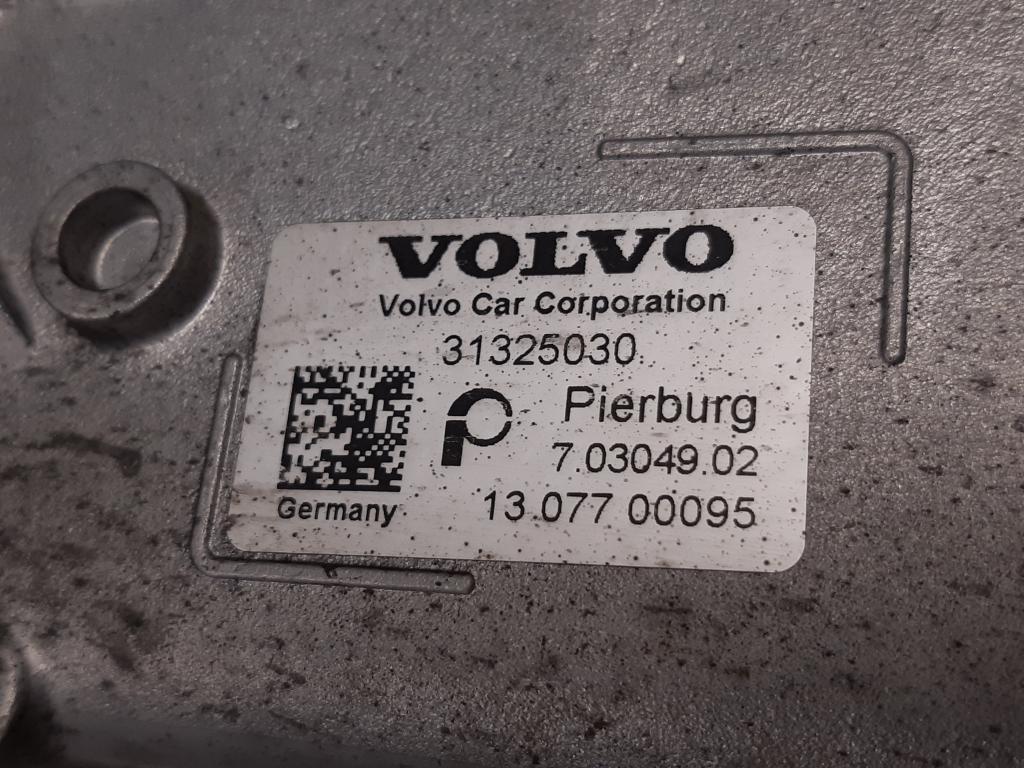 VOLVO
Volvo Car Corporation
31325030
Pierburg
7.03049.02
Germany
13.077 00095